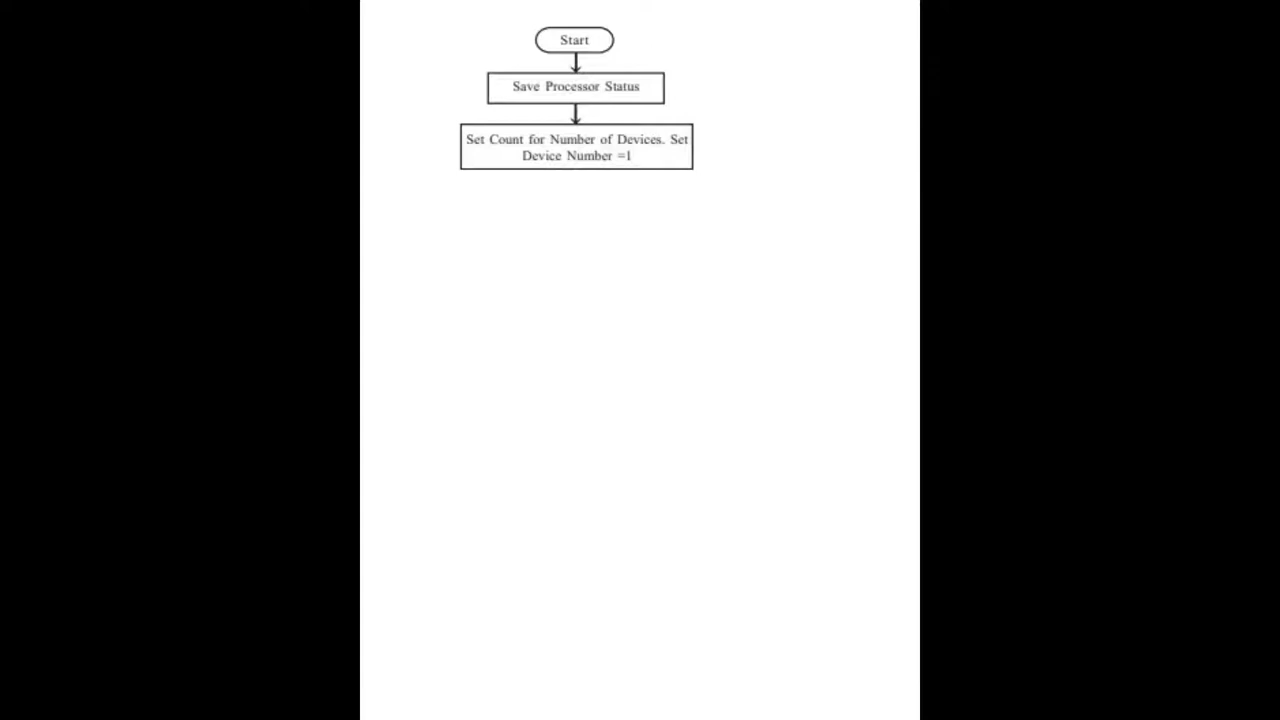 Start
Save Processor Status
Set Count for Number of Devices. Set
Device Number =1